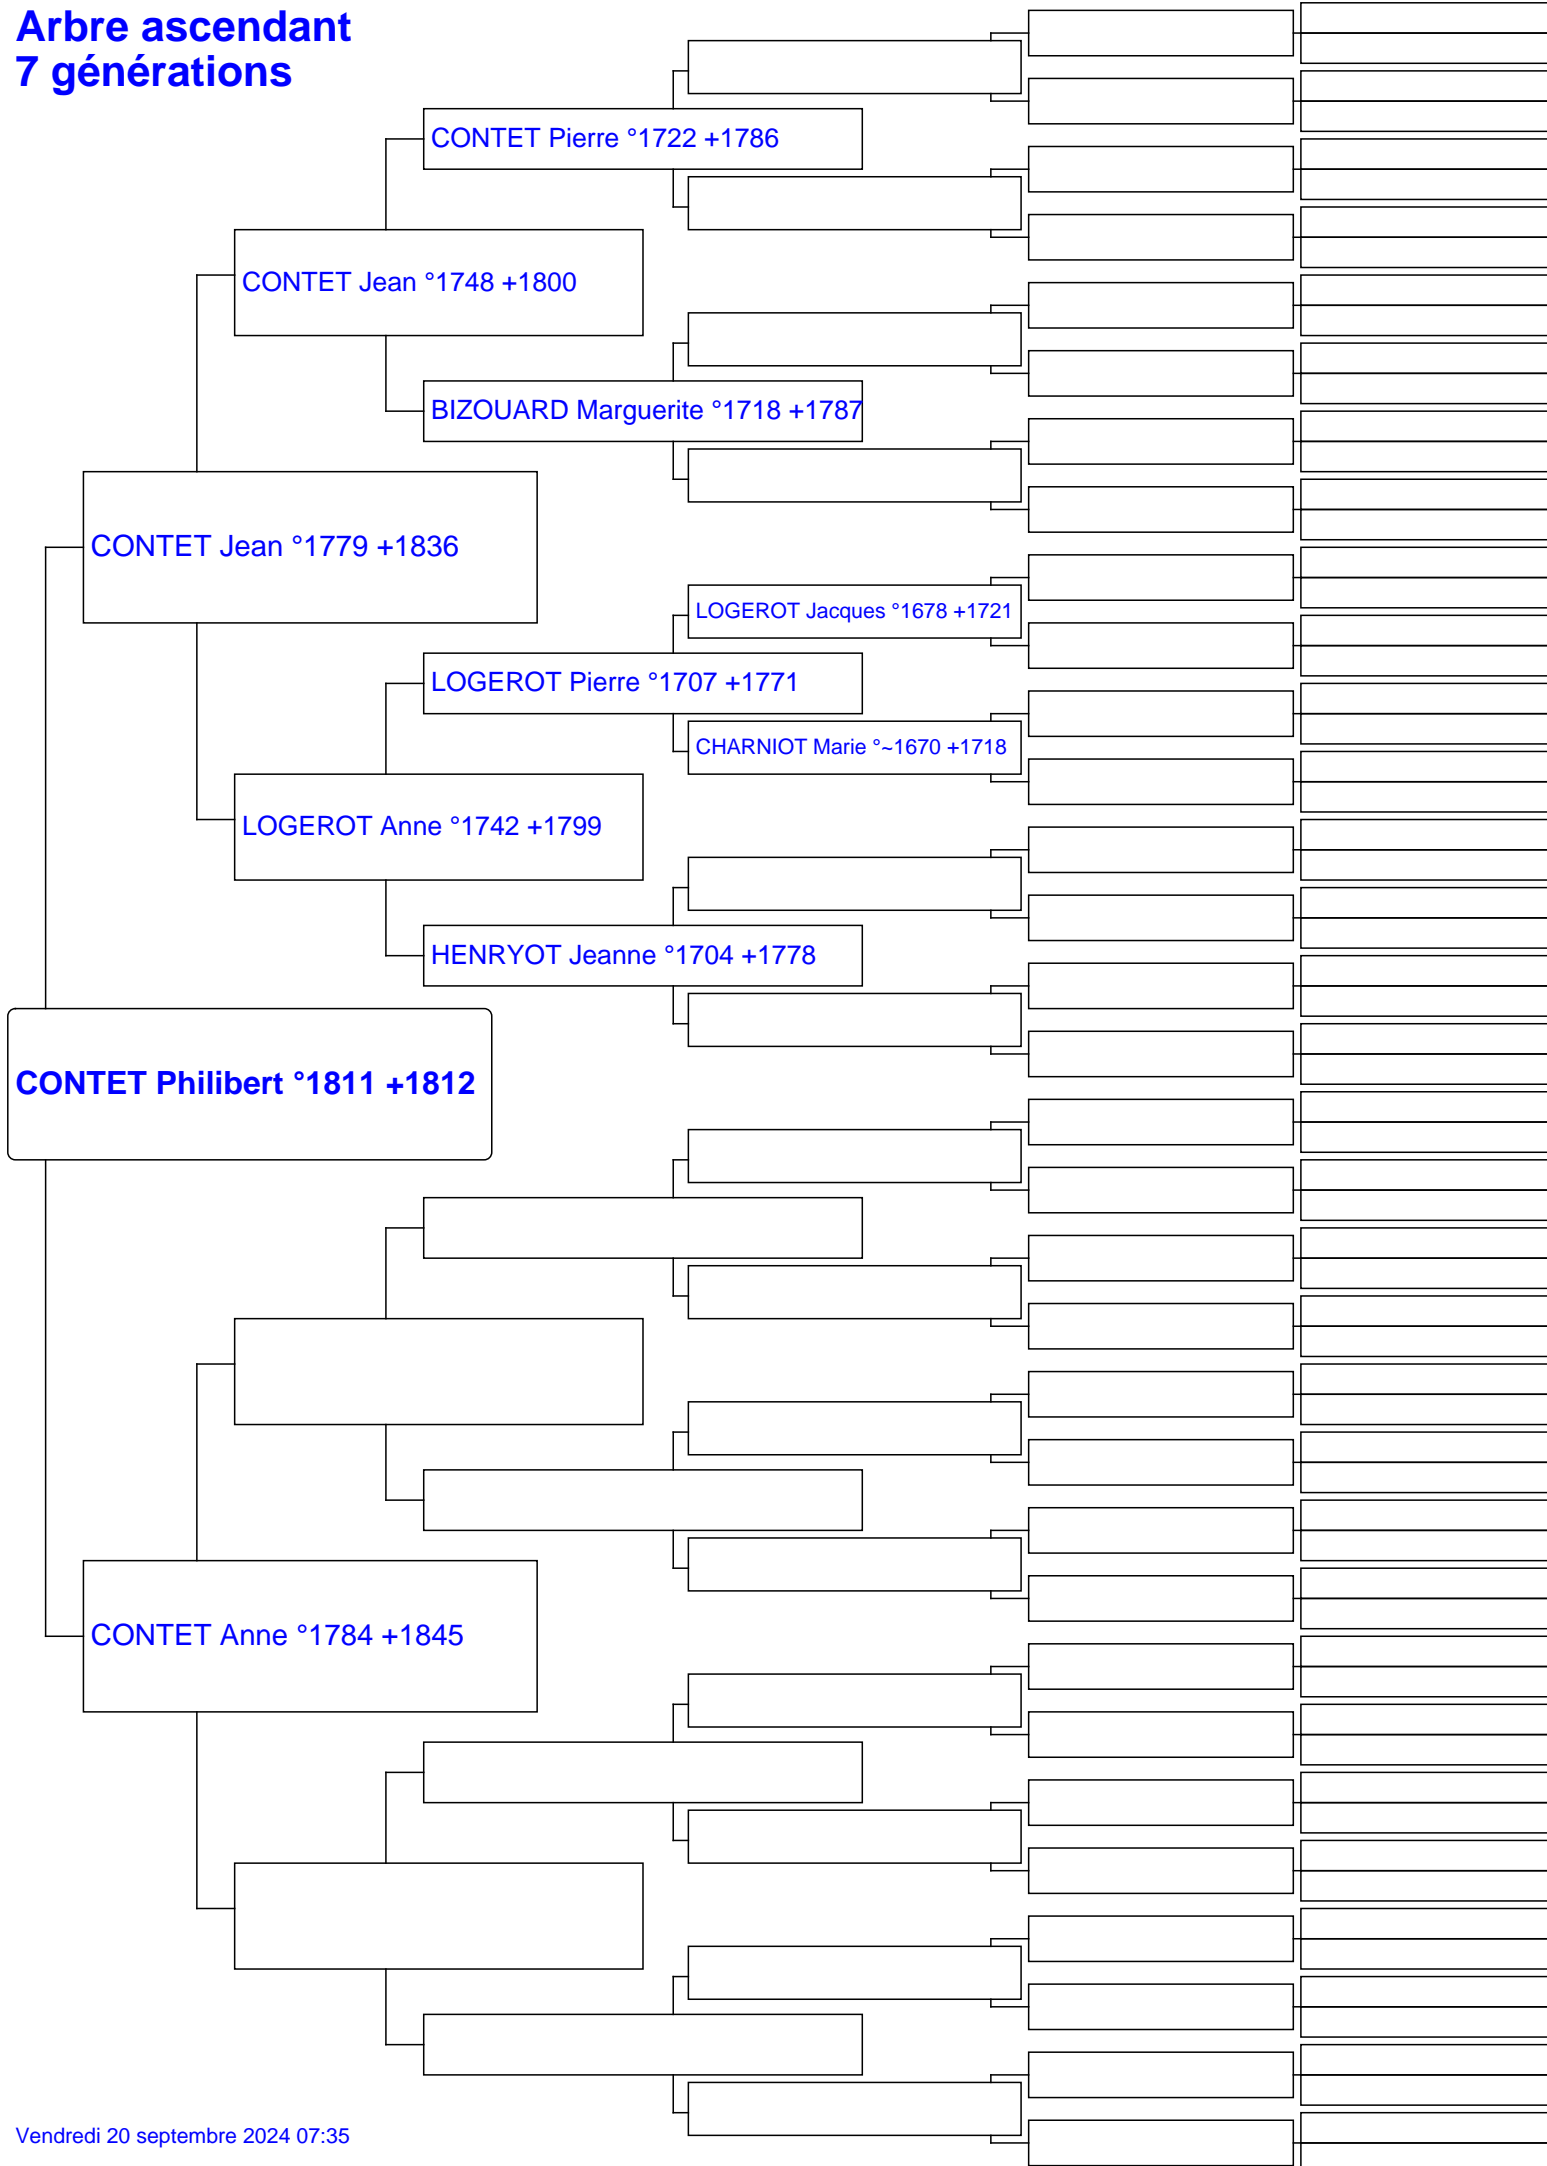 Arbre ascendant
7 générations
CONTET Pierre °1722 +1786
CONTET Jean °1748 +1800
BIZOUARD Marguerite °1718 +1787
CONTET Jean °1779 +1836
LOGEROT Jacques °1678 +1721
LOGEROT Pierre °1707 +1771
CHARNIOT Marie °~1670 +1718
LOGEROT Anne °1742 +1799
HENRYOT Jeanne °1704 +1778
CONTET Philibert °1811 +1812
CONTET Anne °1784 +1845
Vendredi 20 septembre 2024 07:35